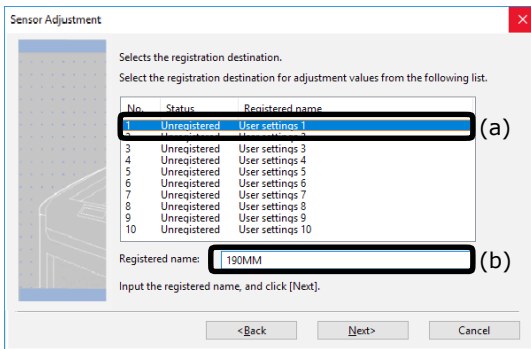 Sensor Adjustment
Selects the registration destination.
Select the registration destination for adjustment values from the following list.
No. Status Registered name
1 Unregistered User settings 1
3 Unregistered User settings 3
4 Unregistered User settings 4
5 Unregistered User settings 5
6 Unregistered User settings 6
7 Unregistered User settings 7
8 Unregistered User settings 8
9 Unregistered User settings 9
10 Unregistered User settings 10
(a)
Registered name: 190MM
(b)
Input the registered name, and click [Next].
<Back Next> Cancel